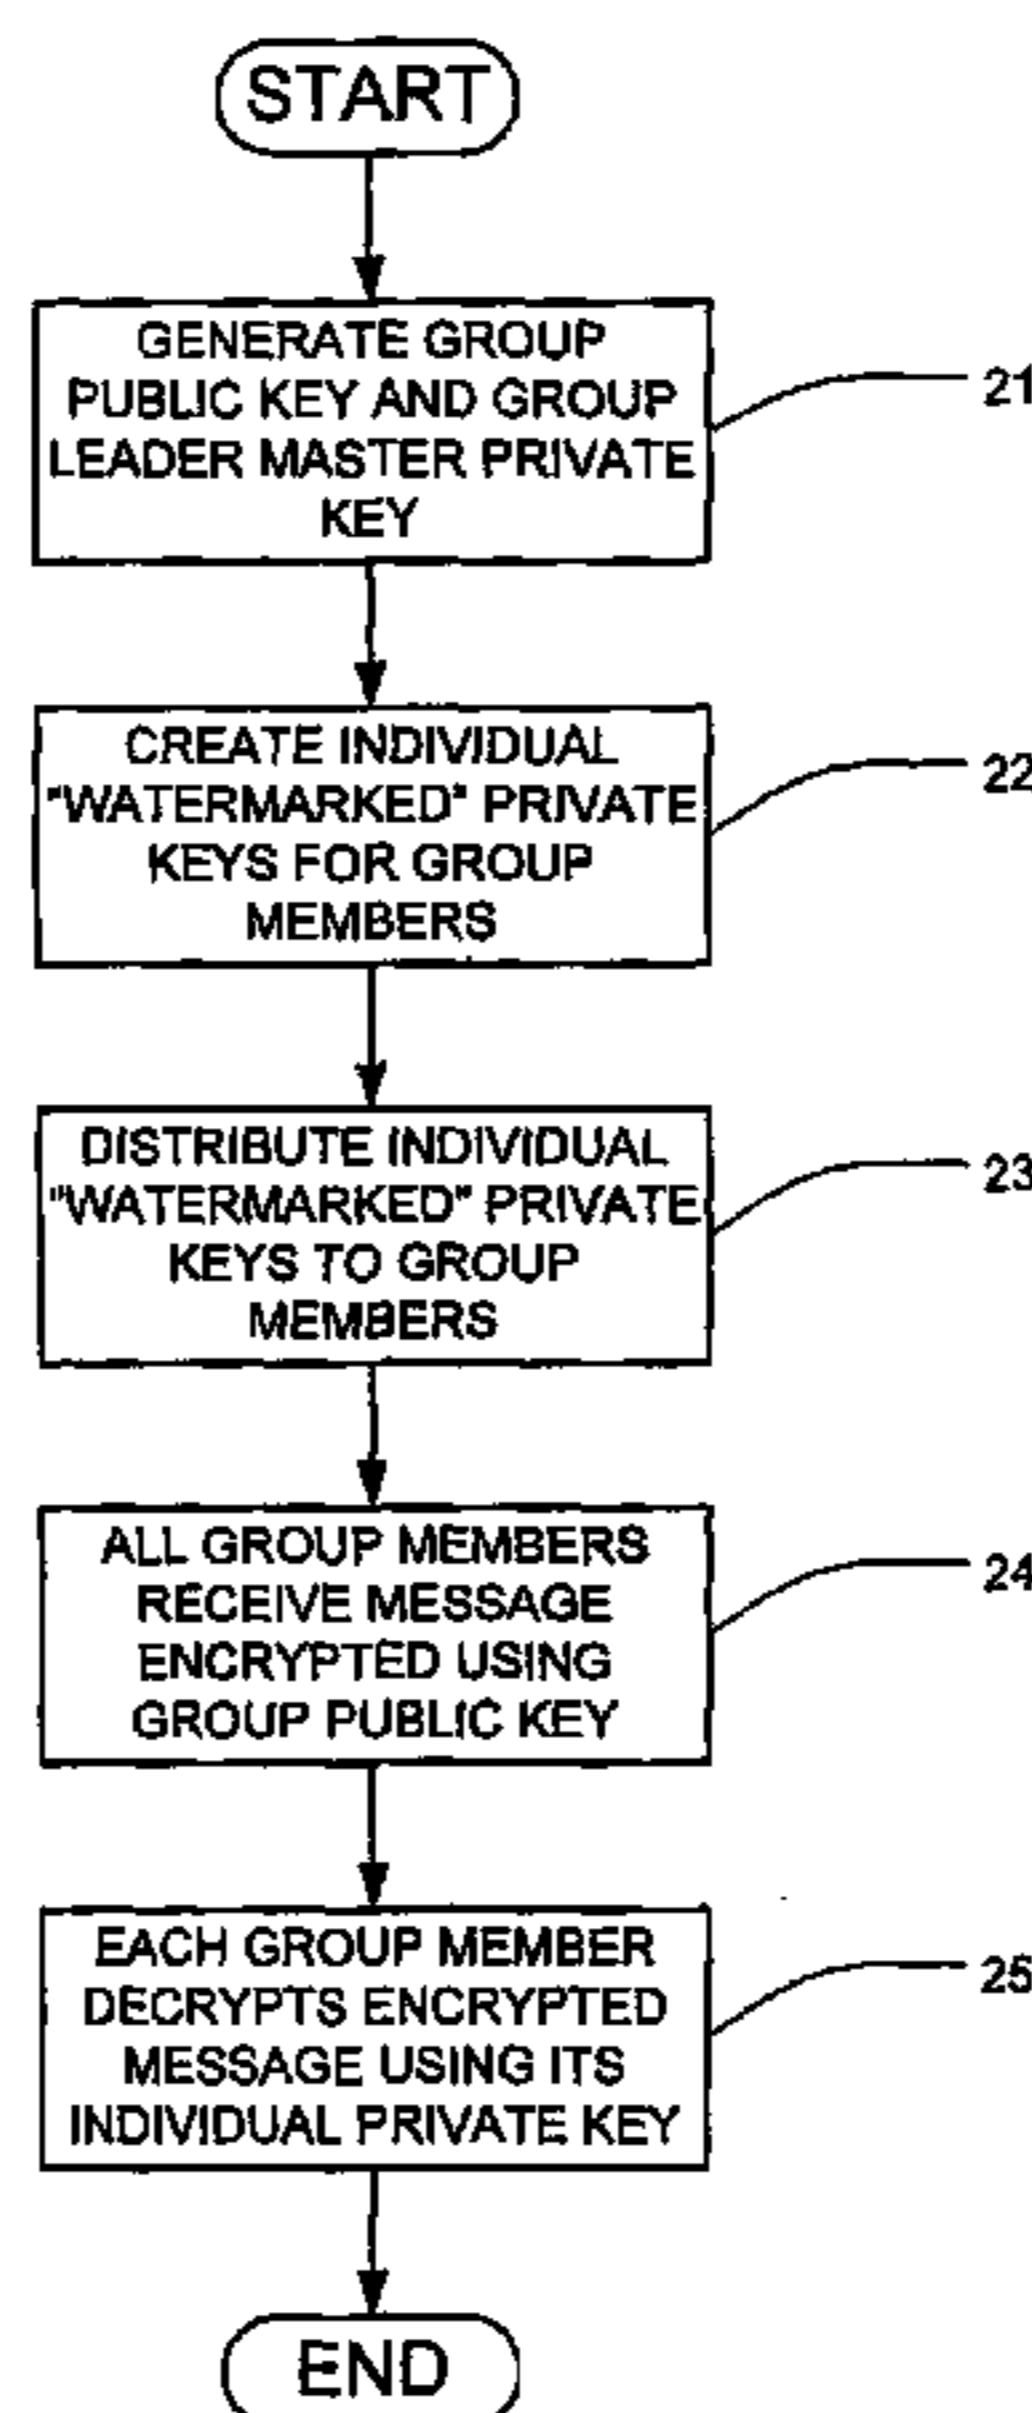 START
GENERATE GROUP
PUBLIC KEY AND GROUP
LEADER MASTER PRIVATE
KEY
21
CREATE INDIVIDUAL
"WATERMARKED" PRIVATE
KEYS FOR GROUP
MEMBERS
22
DISTRIBUTE INDIVIDUAL
"WATERMARKED" PRIVATE
KEYS TO GROUP
MEMBERS
23
ALL GROUP MEMBERS
RECEIVE MESSAGE
ENCRYPTED USING
GROUP PUBLIC KEY
24
EACH GROUP MEMBER
DECRYPTS ENCRYPTED
MESSAGE USING ITS
INDIVIDUAL PRIVATE KEY
25
END